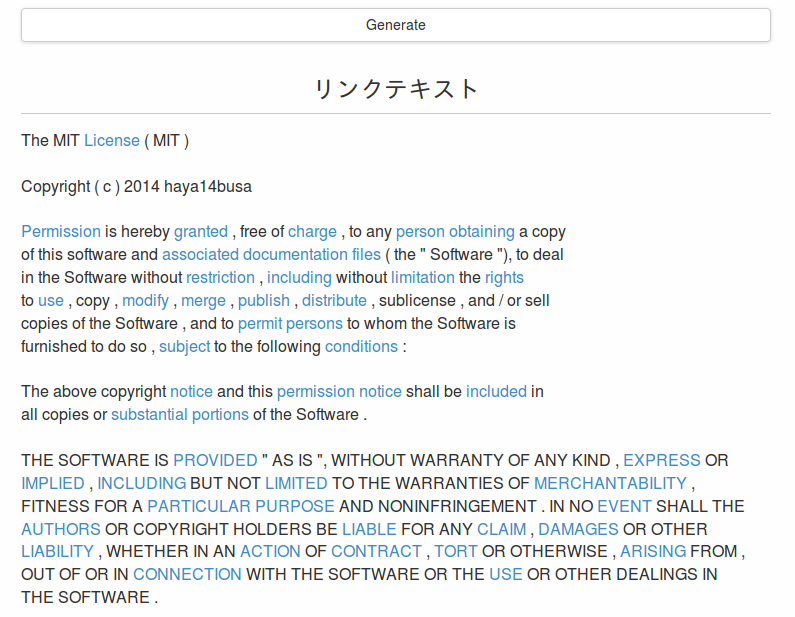 Generate
リンクテキスト
The MIT License ( MIT )
Copyright ( c ) 2014 haya14busa
Permission is hereby granted , free of charge , to any person obtaining a copy
of this software and associated documentation files ( the " Software "), to deal
in the Software without restriction , including without limitation the rights
to use , copy , modify , merge , publish , distribute , sublicense , and / or sell
copies of the Software , and to permit persons to whom the Software is
furnished to do so , subject to the following conditions :
The above copyright notice and this permission notice shall be included in
all copies or substantial portions of the Software .
THE SOFTWARE IS PROVIDED " AS IS ", WITHOUT WARRANTY OF ANY KIND , EXPRESS OR
IMPLIED , INCLUDING BUT NOT LIMITED TO THE WARRANTIES OF MERCHANTABILITY ,
FITNESS FOR A PARTICULAR PURPOSE AND NONINFRINGEMENT . IN NO EVENT SHALL THE
AUTHORS OR COPYRIGHT HOLDERS BE LIABLE FOR ANY CLAIM , DAMAGES OR OTHER
LIABILITY , WHETHER IN AN ACTION OF CONTRACT , TORT OR OTHERWISE , ARISING FROM ,
OUT OF OR IN CONNECTION WITH THE SOFTWARE OR THE USE OR OTHER DEALINGS IN
THE SOFTWARE .